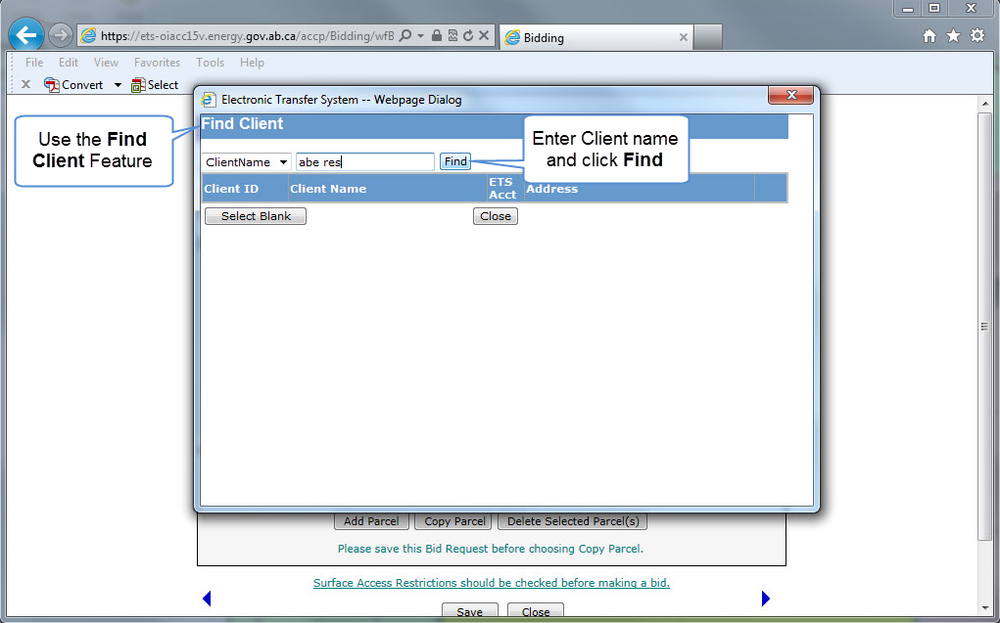 https://ets-oiacc15v.energy.gov.ab.ca/accp/Bidding/wfB
Bidding
File Edit View Favorites Tools Help
Convert Select
Electronic Transfer System -- Webpage Dialog
Find Client
Use the Find
Client Feature
Enter Client name
and click Find
ClientName abe res Find
Client ID Client Name ETS Acct Address
Select Blank Close
Add Parcel Copy Parcel Delete Selected Parcel(s)
Please save this Bid Request before choosing Copy Parcel.
Surface Access Restrictions should be checked before making a bid.
Save Close